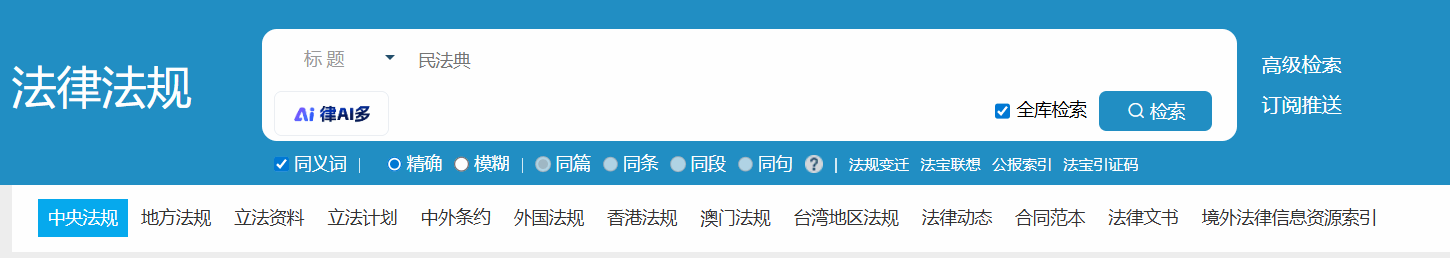 法律法规
标 题 民法典
Ai 律AI多
全库检索 检索
高级检索
订阅推送
同义词 | 精确 模糊 | 同篇 同条 同段 同句 ? | 法规变迁 法宝联想 公报索引 法宝引证码
中央法规 地方法规 立法资料 立法计划 中外条约 外国法规 香港法规 澳门法规 台湾地区法规 法律动态 合同范本 法律文书 境外法律信息资源索引